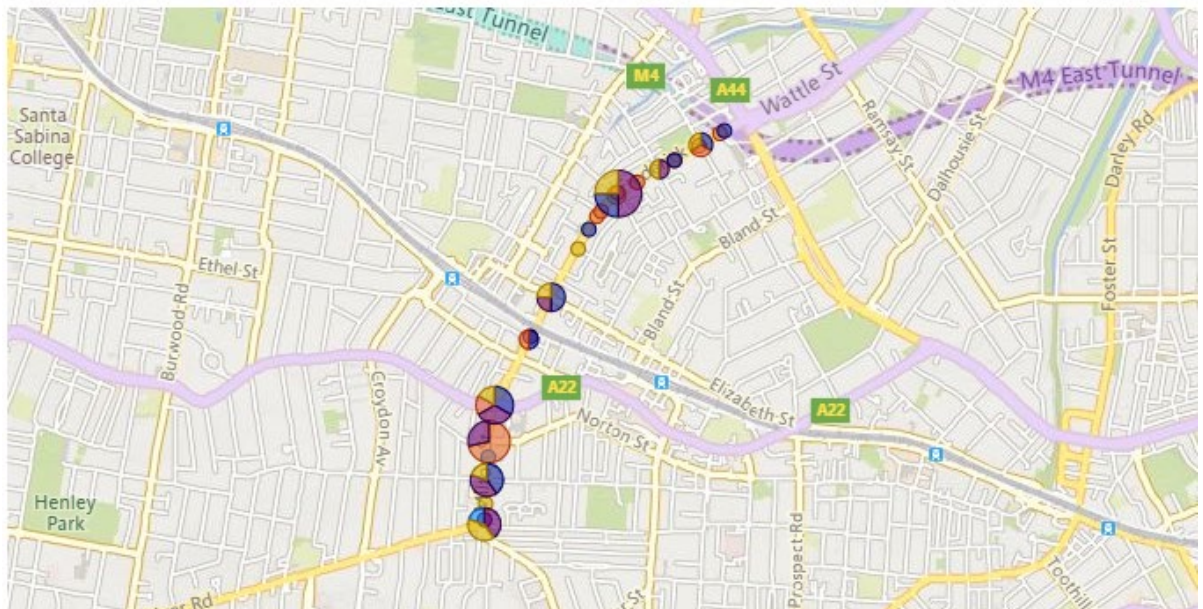 East Tunnel
M4
A44
Wattle St
M4 East Tunnel
Santa
Sabina
College
Ramsay St
Dalhousie St
Darley Rd
Bland St
Ethel St
Burwood Rd
Bland St
Foster St
Croydon Av
A22
Elizabeth St
A22
Norton St
Henley
Park
Prospect Rd
Rd
St